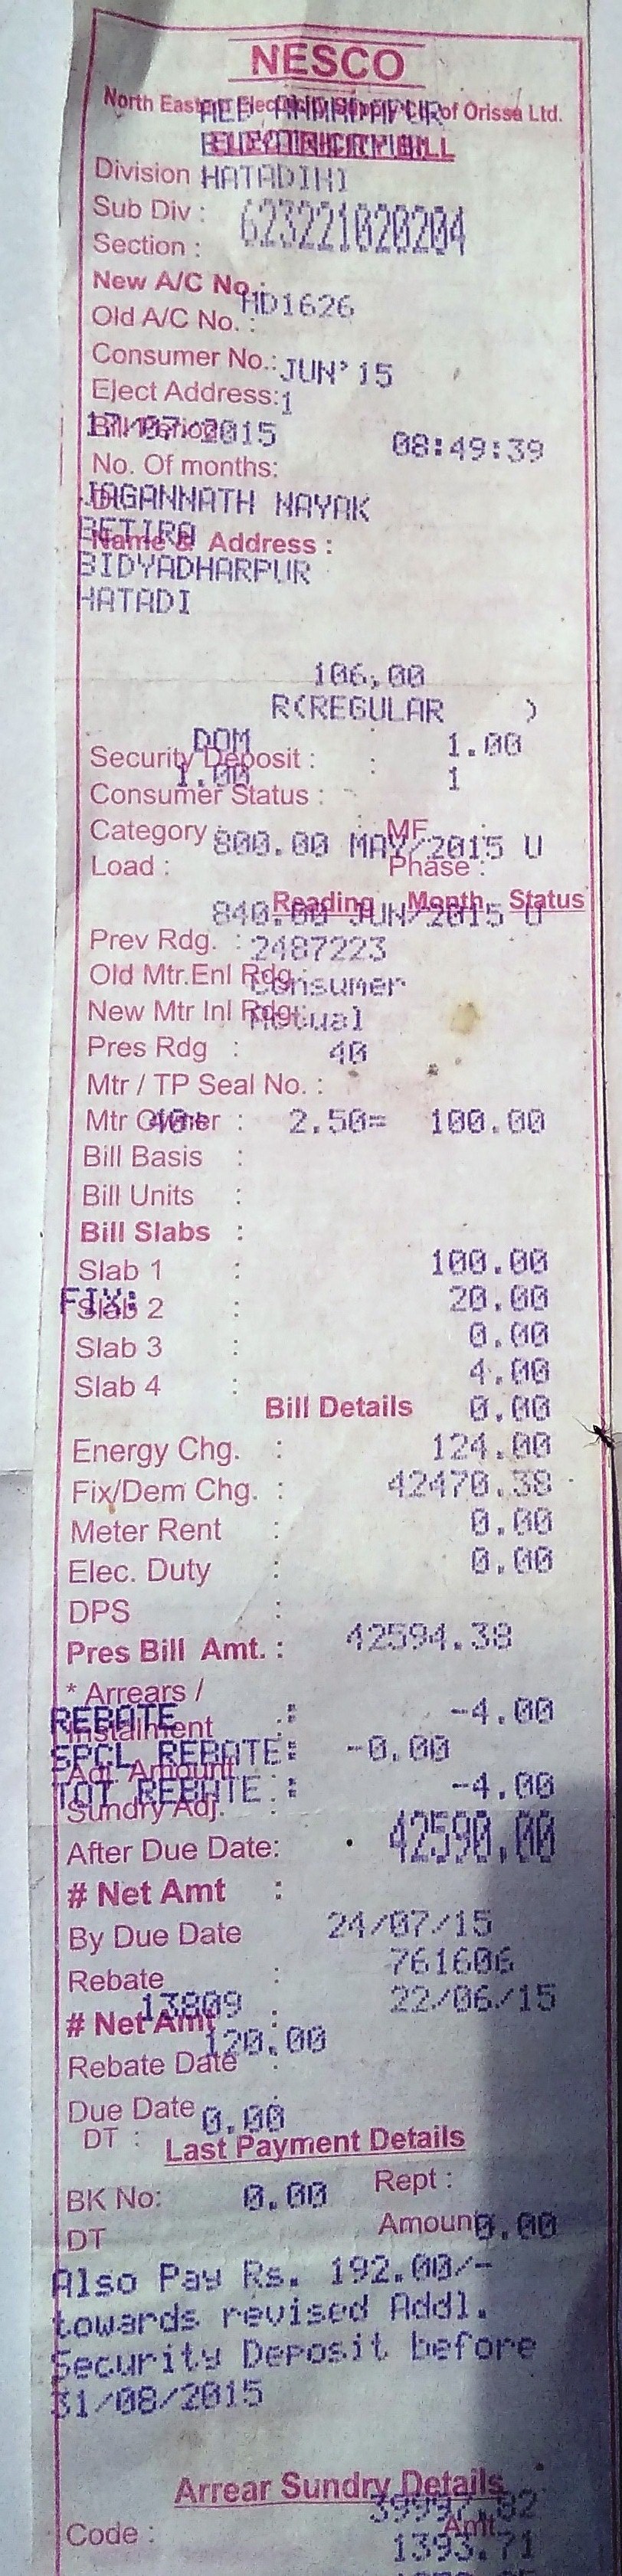 NESCO
North Eastern Electricity Supply Co. of Orissa Ltd.
ELECTRICITY BILL
Division HATADIHI
Sub Div :
623221020204
Section :
New A/C No.:
HD1626
Old A/C No. :
Consumer No.: JUN'15
Eject Address: 1
17/07/2015 08:49:39
No. Of months:
JAGANNATH NAYAK
BETIRA
Name & Address :
BIDYADHARPUR
HATADI
106.00
R(REGULAR )
DOM : 1.00
Security Deposit :
1.00 : 1
Consumer Status :
Category : MF :
800.00 MAY/2015 U
Load : Phase :
Reading Month Status
840.00 JUN/2015 U
Prev Rdg. : 2487223
Old Mtr.Enl Rdg.: Consumer
New Mtr Inl Rdg: Actual
Pres Rdg : 40
Mtr / TP Seal No. :
Mtr Owner : 40* 2.50= 100.00
Bill Basis :
Bill Units :
Bill Slabs :
Slab 1 : 100.00
FIX: 20.00
Slab 2 :
Slab 3 : 0.00
Slab 4 : 4.00
Bill Details 0.00
Energy Chg. : 124.00
Fix/Dem Chg. : 42470.38
Meter Rent : 0.00
Elec. Duty : 0.00
DPS :
Pres Bill Amt. : 42594.38
* Arrears /
REBATE : -4.00
Instalment :
SPCL REBATE: -0.00
Adj. Amount
TOT REBATE : -4.00
Sundry Adj. :
After Due Date: 42590.00
# Net Amt :
By Due Date 24/07/15
761606
Rebate :
13809 22/06/15
# Net Amt :
120.00
Rebate Date :
Due Date 0.00
DT :
Last Payment Details
BK No: 0.00 Rept :
DT Amount 0.00
Also Pay Rs. 192.00/-
towards revised Addl.
Security Deposit before
31/08/2015
Arrear Sundry Details
39997.82
Code : Amt.
1393.71